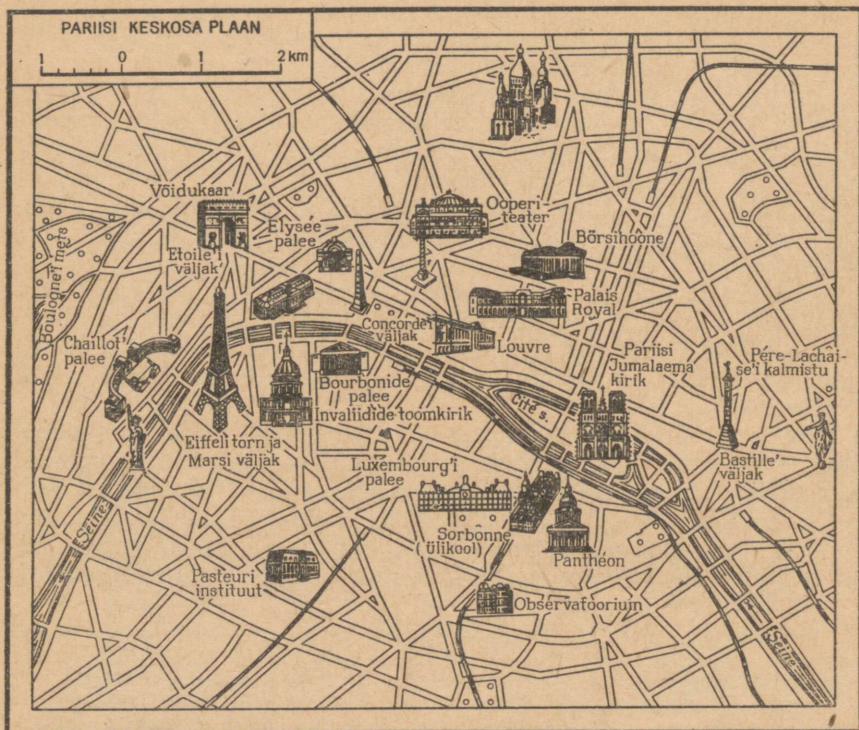 PARIISI KESKOSA PLAAN
1 0 1 2 km
Võidukaar
Elysée
palee
Ooperi-
teater
Börsihoone
Etoile'i
väljak
Boulogne'i mets
Palais
Royal
Concorde'i
väljak
Louvre
Chaillot'
palee
Pariisi
Jumalaema
kirik
Pére-Lachai-
se'i kalmistu
Bourbonide
palee
Cité s.
Invaliidide toomkirik
Eiffeli torn ja
Marsi väljak
Luxembourg'i
palee
Bastille'
väljak
Seine
Sorbonne
(ülikool)
Panthéon
Pasteuri
instituut
Observatoorium
Seine